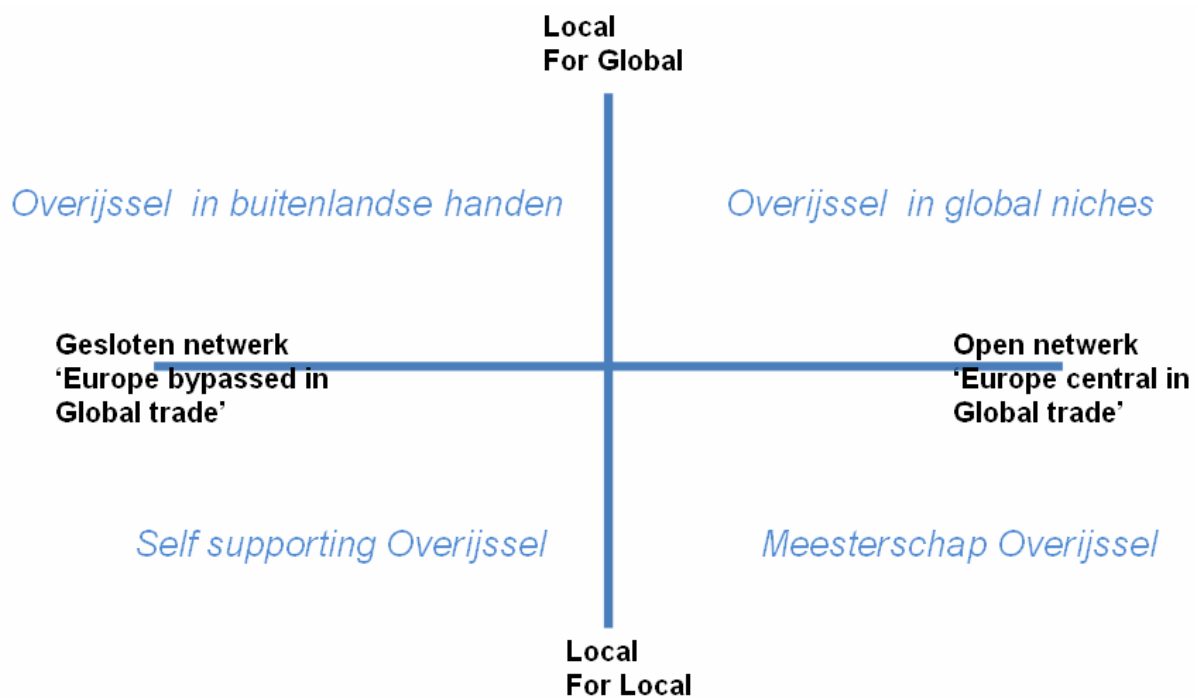 Local
For Global
Overijssel in buitenlandse handen
Overijssel in global niches
Gesloten netwerk
‘Europe bypassed in
Global trade’
Open netwerk
‘Europe central in
Global trade’
Self supporting Overijssel
Meesterschap Overijssel
Local
For Local